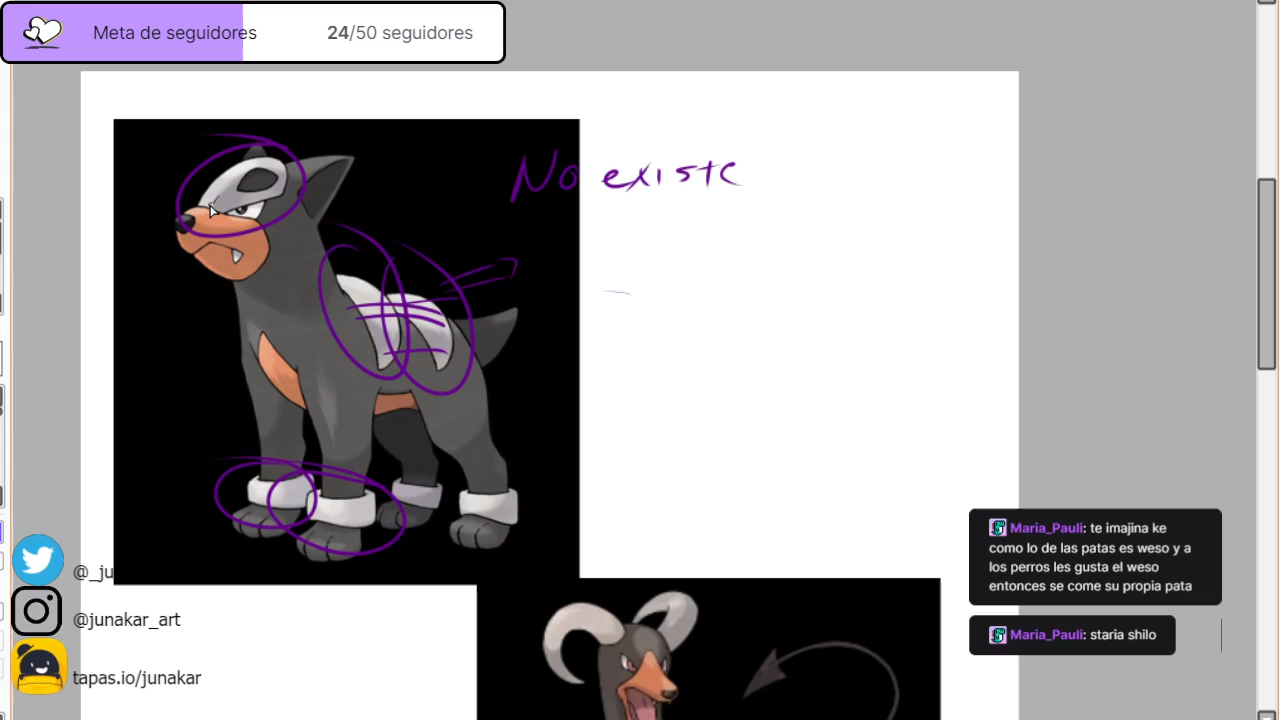 Meta de seguidores 24/50 seguidores
No existe
Maria_Pauli: te imajina ke
como lo de las patas es weso y a
los perros les gusta el weso
entonces se come su propia pata
Maria_Pauli: staria shilo
@_ju
@junakar_art
tapas.io/junakar